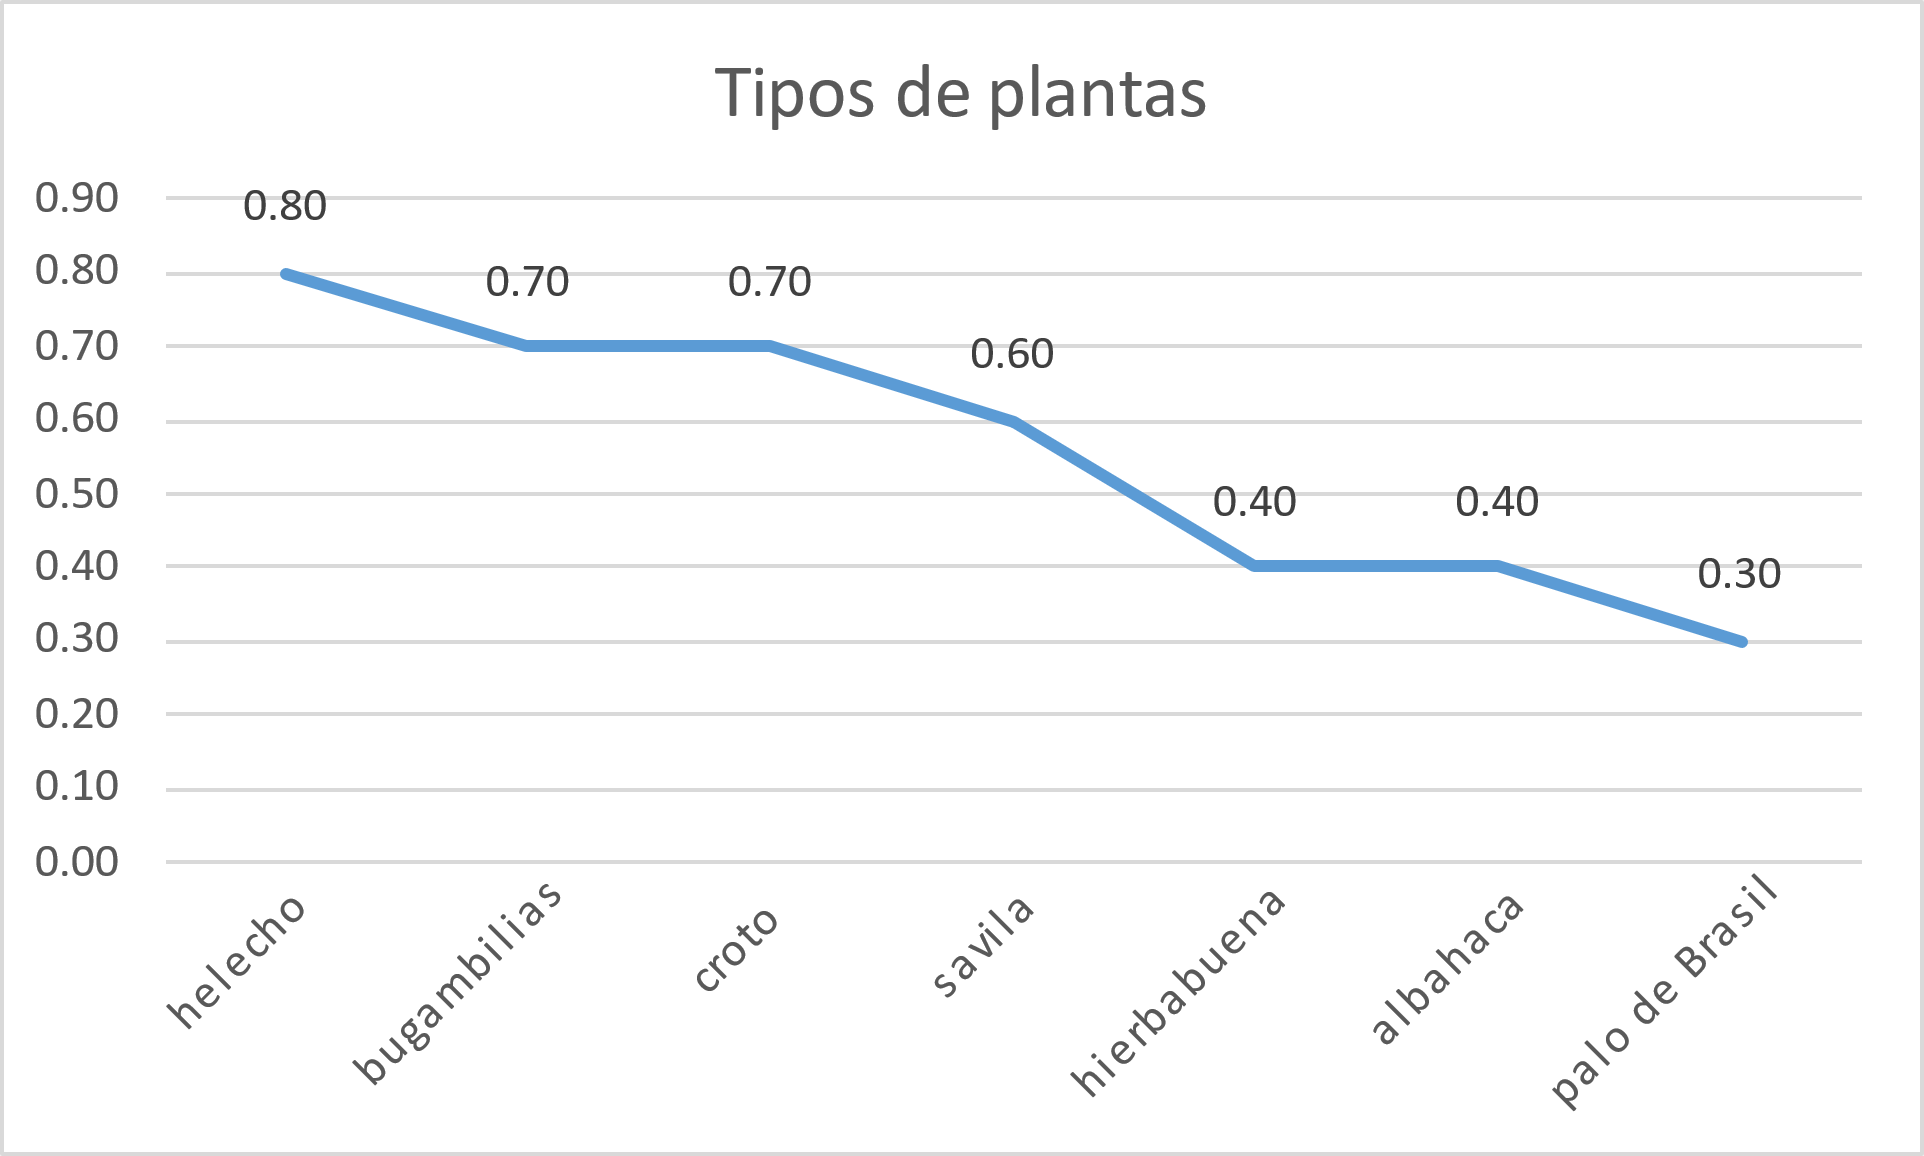 Tipos de plantas
0.90
0.80
0.70
0.60
0.50
0.40
0.30
0.20
0.10
0.00
0.80
0.70
0.70
0.60
0.40
0.40
0.30
helecho
bugambilias
croto
savila
hierbabuena
albahaca
palo de Brasil